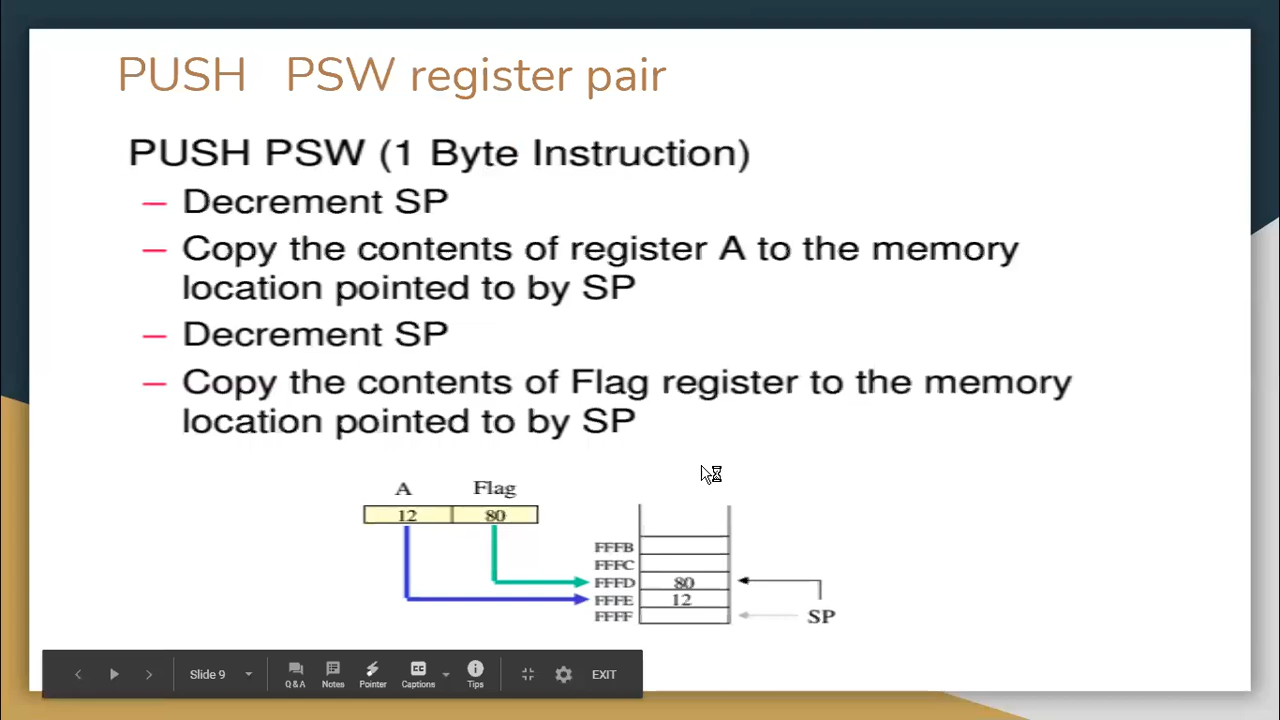 PUSH PSW register pair
PUSH PSW (1 Byte Instruction)
– Decrement SP
– Copy the contents of register A to the memory
location pointed to by SP
– Decrement SP
– Copy the contents of Flag register to the memory
location pointed to by SP
A Flag
12 80
FFFB
FFFC
FFFD 80
FFFE 12
FFFF
SP
Slide 9
Q&A Notes Pointer Captions Tips EXIT